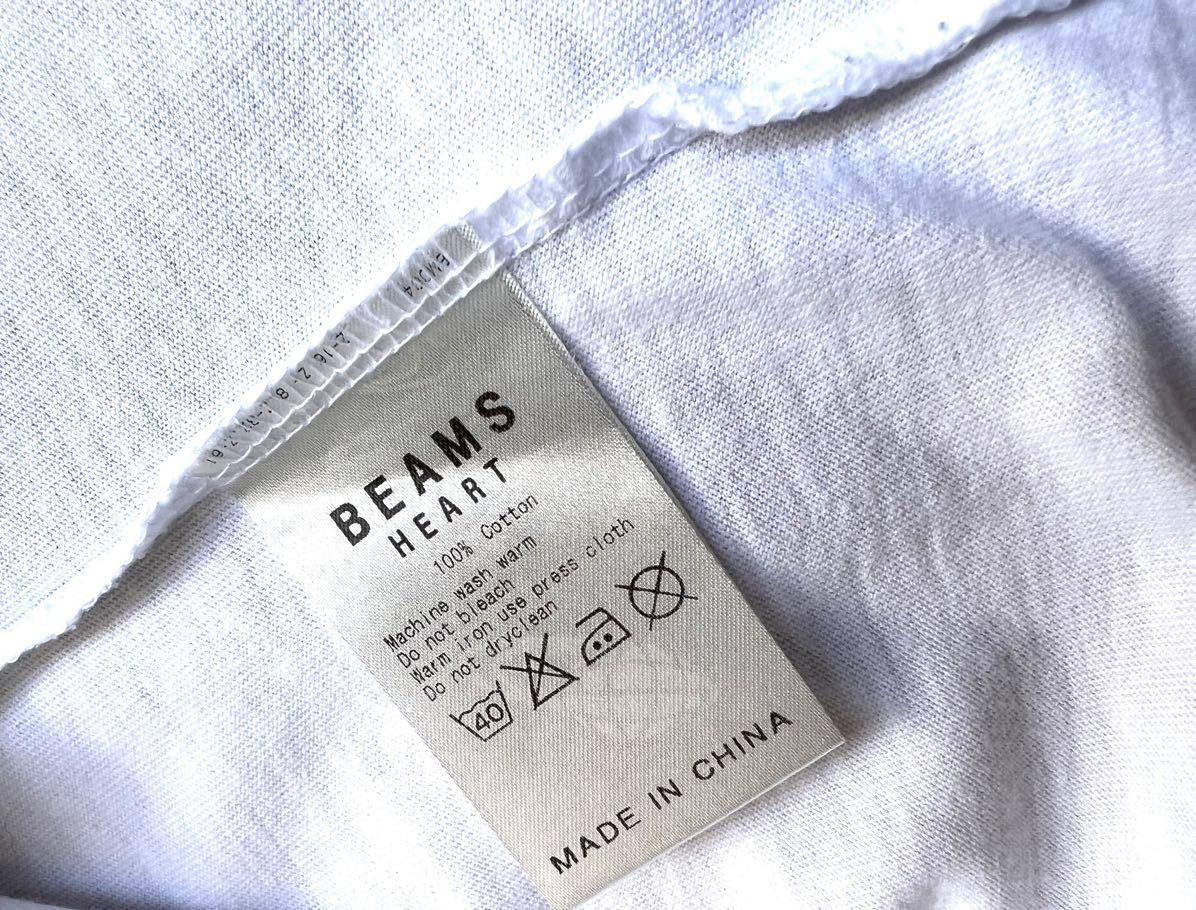 BEAMS
HEART
100% Cotton
Machine wash warm
Do not bleach
Warm iron use press cloth
Do not dryclean
40
MADE IN CHINA